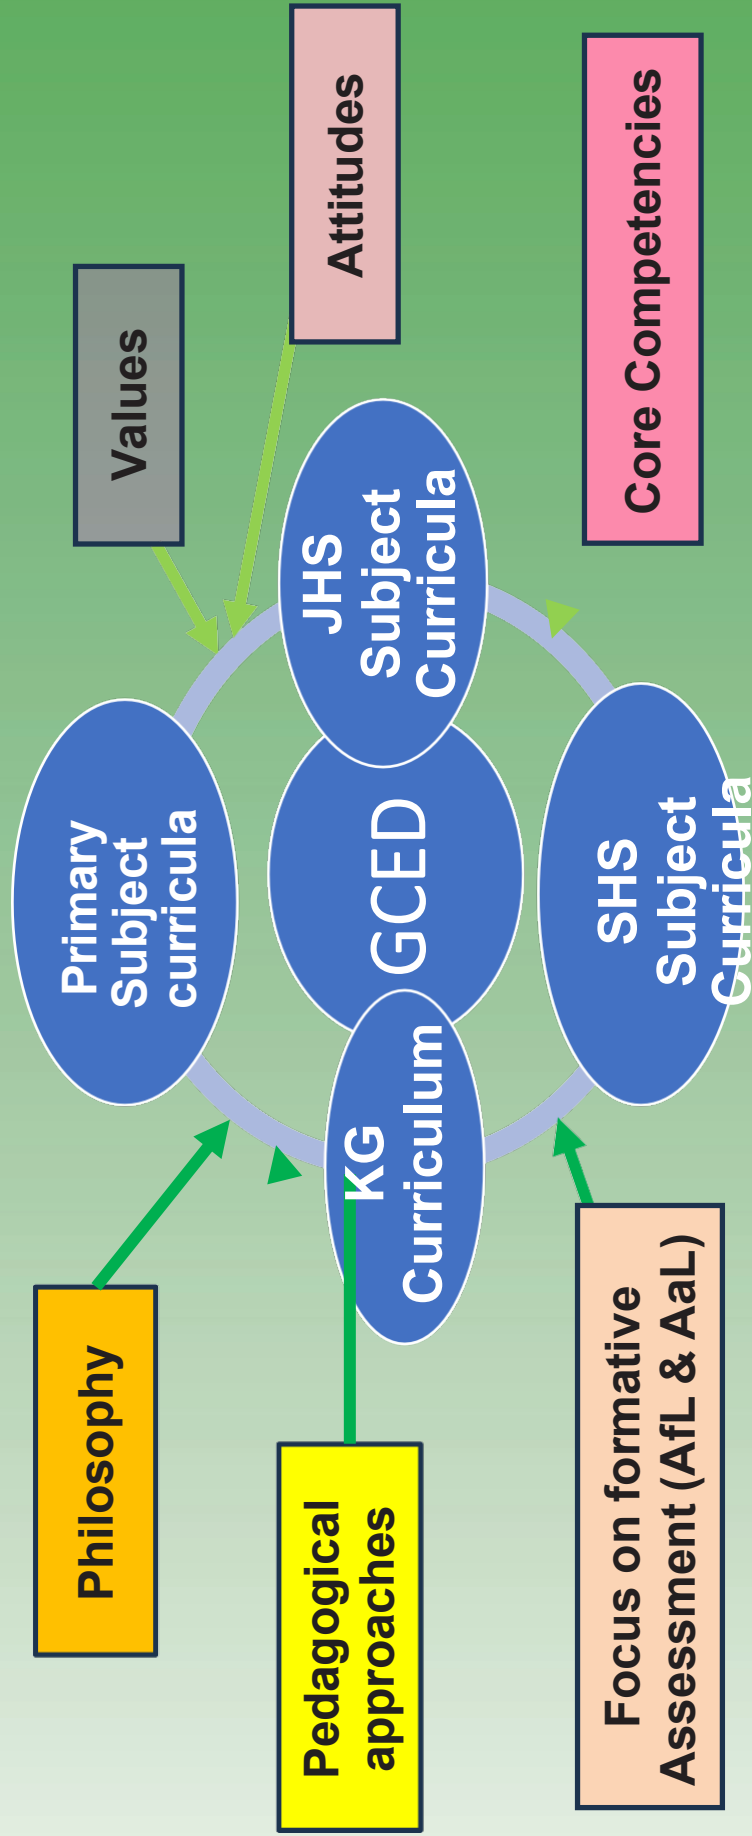 Philosophy
Primary
Subject
curricula
Values
Pedagogical
approaches
KG
Curriculum
GCED
JHS
Subject
Curricula
Attitudes
Focus on formative
Assessment (AfL & AaL)
SHS
Subject
Curricula
Core Competencies